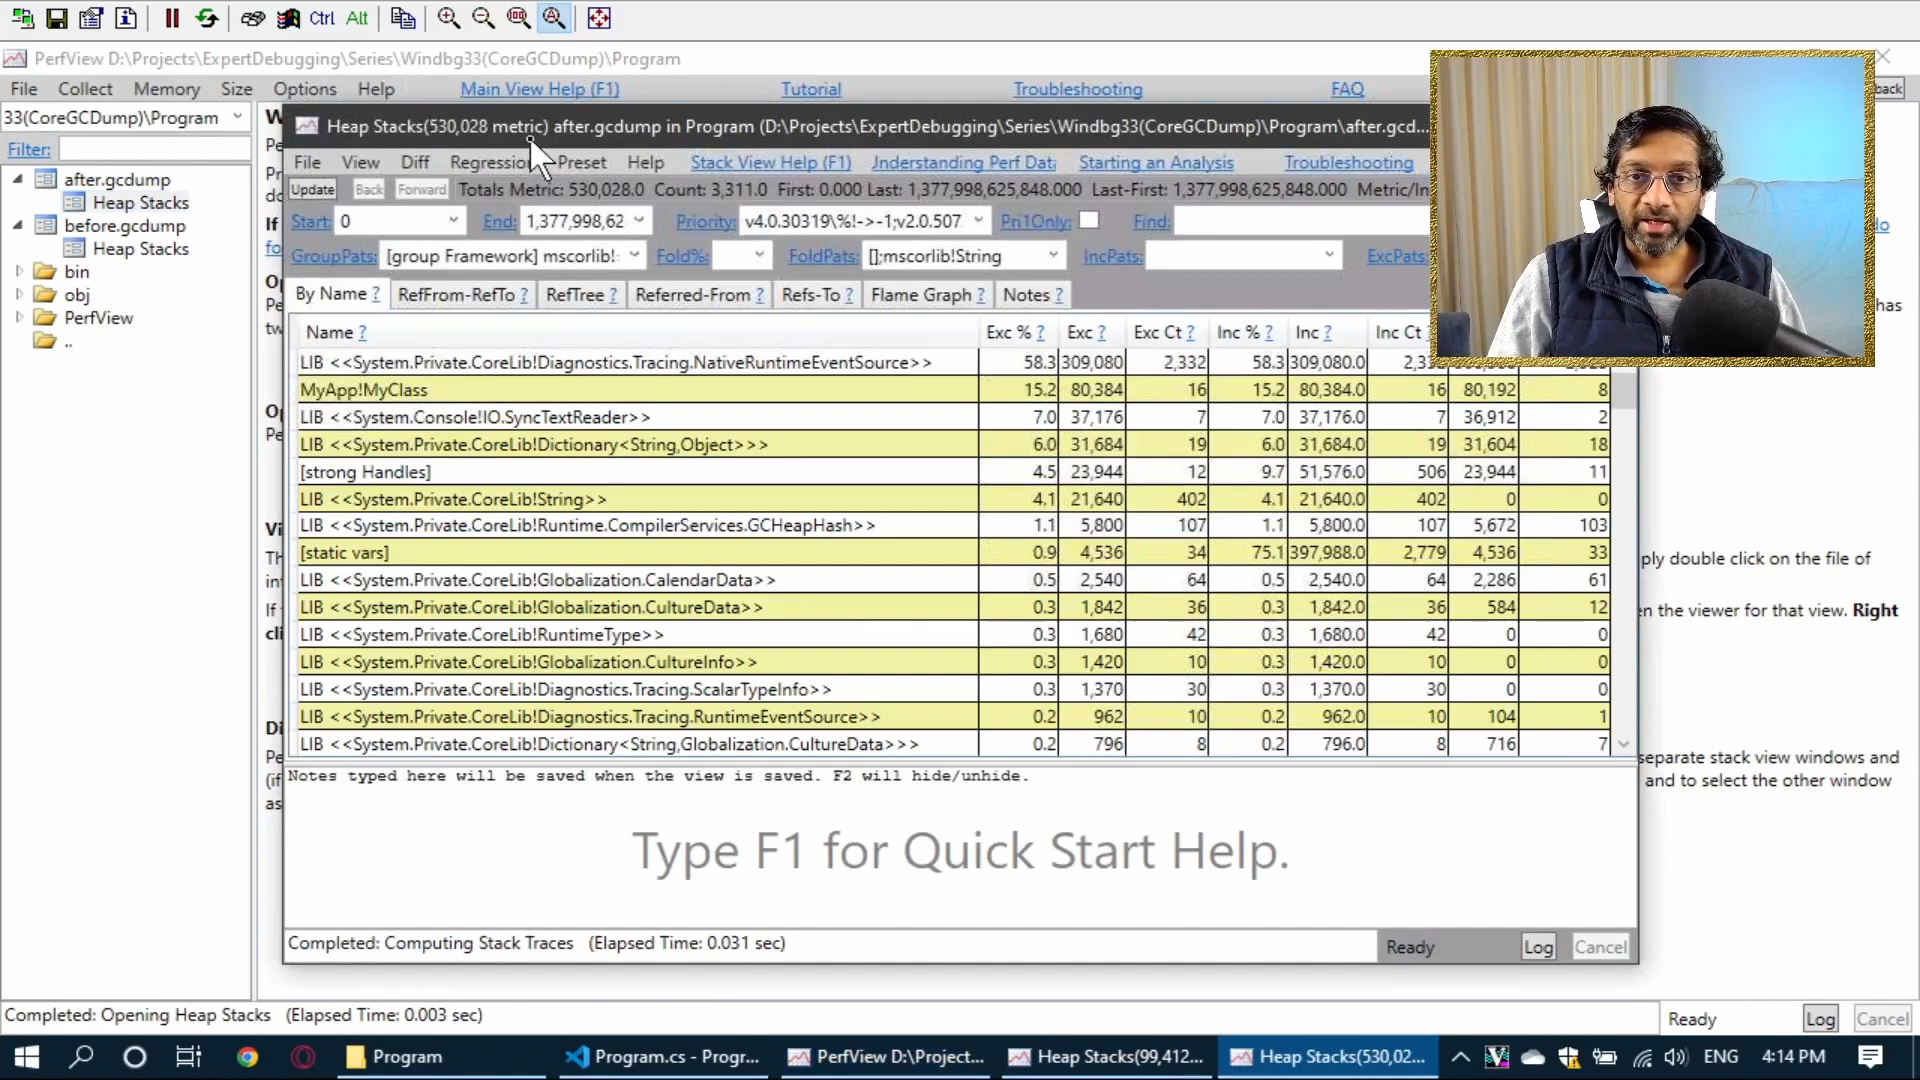 Ctrl Alt
PerfView D:\Projects\ExpertDebugging\Series\Windbg33(CoreGCDump)\Program
File Collect Memory Size Options Help Main View Help (F1) Tutorial Troubleshooting FAQ
33(CoreGCDump)\Program
Filter:
after.gcdump
Heap Stacks
before.gcdump
Heap Stacks
bin
obj
PerfView
..
Heap Stacks(530,028 metric) after.gcdump in Program (D:\Projects\ExpertDebugging\Series\Windbg33(CoreGCDump)\Program\after.gcd...
File View Diff Regression Preset Help Stack View Help (F1) Understanding Perf Data Starting an Analysis Troubleshooting
Update Back Forward Totals Metric: 530,028.0 Count: 3,311.0 First: 0.000 Last: 1,377,998,625,848.000 Last-First: 1,377,998,625,848.000 Metric/In
Start: 0 End: 1,377,998,62 Priority: v4.0.30319\%!->-1;v2.0.507 Pri1Only: Find:
GroupPats: [group Framework] mscorlib! Fold%: FoldPats: [];mscorlib!String IncPats: ExcPats:
By Name ? RefFrom-RefTo ? RefTree ? Referred-From ? Refs-To ? Flame Graph ? Notes ?
Name ? Exc % ? Exc ? Exc Ct ? Inc % ? Inc ? Inc Ct
LIB <<System.Private.CoreLib!Diagnostics.Tracing.NativeRuntimeEventSource>> 58.3 309,080 2,332 58.3 309,080.0
MyApp!MyClass 15.2 80,384 16 15.2 80,384.0 16 80,192 8
LIB <<System.Console!IO.SyncTextReader>> 7.0 37,176 7 7.0 37,176.0 7 36,912 2
LIB <<System.Private.CoreLib!Dictionary<String,Object>>> 6.0 31,684 19 6.0 31,684.0 19 31,604 18
[strong Handles] 4.5 23,944 12 9.7 51,576.0 506 23,944 11
LIB <<System.Private.CoreLib!String>> 4.1 21,640 402 4.1 21,640.0 402 0 0
LIB <<System.Private.CoreLib!Runtime.CompilerServices.GCHeapHash>> 1.1 5,800 107 1.1 5,800.0 107 5,672 103
[static vars] 0.9 4,536 34 75.1 397,988.0 2,779 4,536 33
LIB <<System.Private.CoreLib!Globalization.CalendarData>> 0.5 2,540 64 0.5 2,540.0 64 2,286 61
LIB <<System.Private.CoreLib!Globalization.CultureData>> 0.3 1,842 36 0.3 1,842.0 36 584 12
LIB <<System.Private.CoreLib!RuntimeType>> 0.3 1,680 42 0.3 1,680.0 42 0 0
LIB <<System.Private.CoreLib!Globalization.CultureInfo>> 0.3 1,420 10 0.3 1,420.0 10 0 0
LIB <<System.Private.CoreLib!Diagnostics.Tracing.ScalarTypeInfo>> 0.3 1,370 30 0.3 1,370.0 30 0 0
LIB <<System.Private.CoreLib!Diagnostics.Tracing.RuntimeEventSource>> 0.2 962 10 0.2 962.0 10 104 1
LIB <<System.Private.CoreLib!Dictionary<String,Globalization.CultureData>>> 0.2 796 8 0.2 796.0 8 716 7
Notes typed here will be saved when the view is saved. F2 will hide/unhide.
Type F1 for Quick Start Help.
Completed: Computing Stack Traces (Elapsed Time: 0.031 sec) Ready Log Cancel
ply double click on the file of
n the viewer for that view. Right
separate stack view windows and
and to select the other window
Completed: Opening Heap Stacks (Elapsed Time: 0.003 sec) Ready Log Cancel
Program Program.cs - Progr... PerfView D:\Project... Heap Stacks(99,412... Heap Stacks(530,02... ENG 4:14 PM